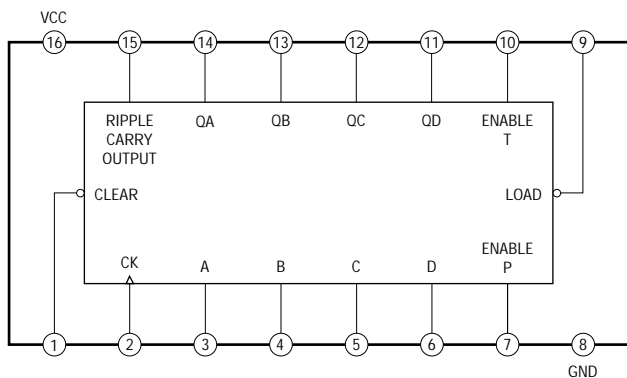 VCC
16 15 14 13 12 11 10 9
RIPPLE CARRY OUTPUT
QA QB QC QD
ENABLE T
CLEAR
LOAD
CK A B C D
ENABLE P
1 2 3 4 5 6 7 8
GND